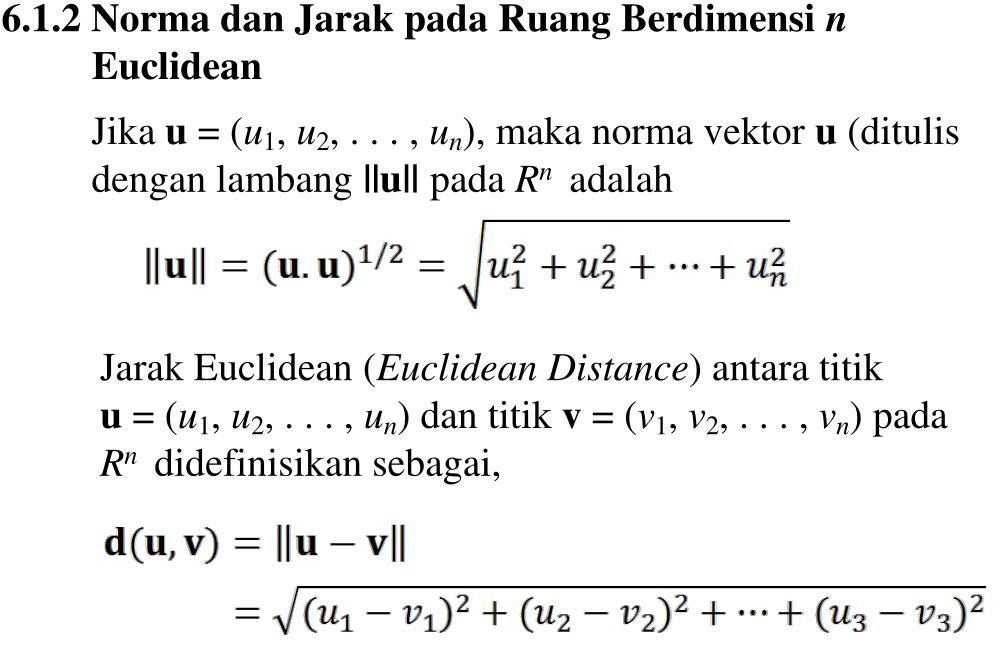 6.1.2 Norma dan Jarak pada Ruang Berdimensi n
Euclidean
Jika u = (u₁, u₂, . . . , uₙ), maka norma vektor u (ditulis
dengan lambang ||u|| pada Rⁿ adalah
‖u‖ = (u. u)^{1/2} = √(u₁² + u₂² + ⋯ + uₙ²)
Jarak Euclidean (Euclidean Distance) antara titik
u = (u₁, u₂, . . . , uₙ) dan titik v = (v₁, v₂, . . . , vₙ) pada
Rⁿ didefinisikan sebagai,
d(u, v) = ‖u − v‖
= √((u₁ − v₁)² + (u₂ − v₂)² + ⋯ + (u₃ − v₃)²)